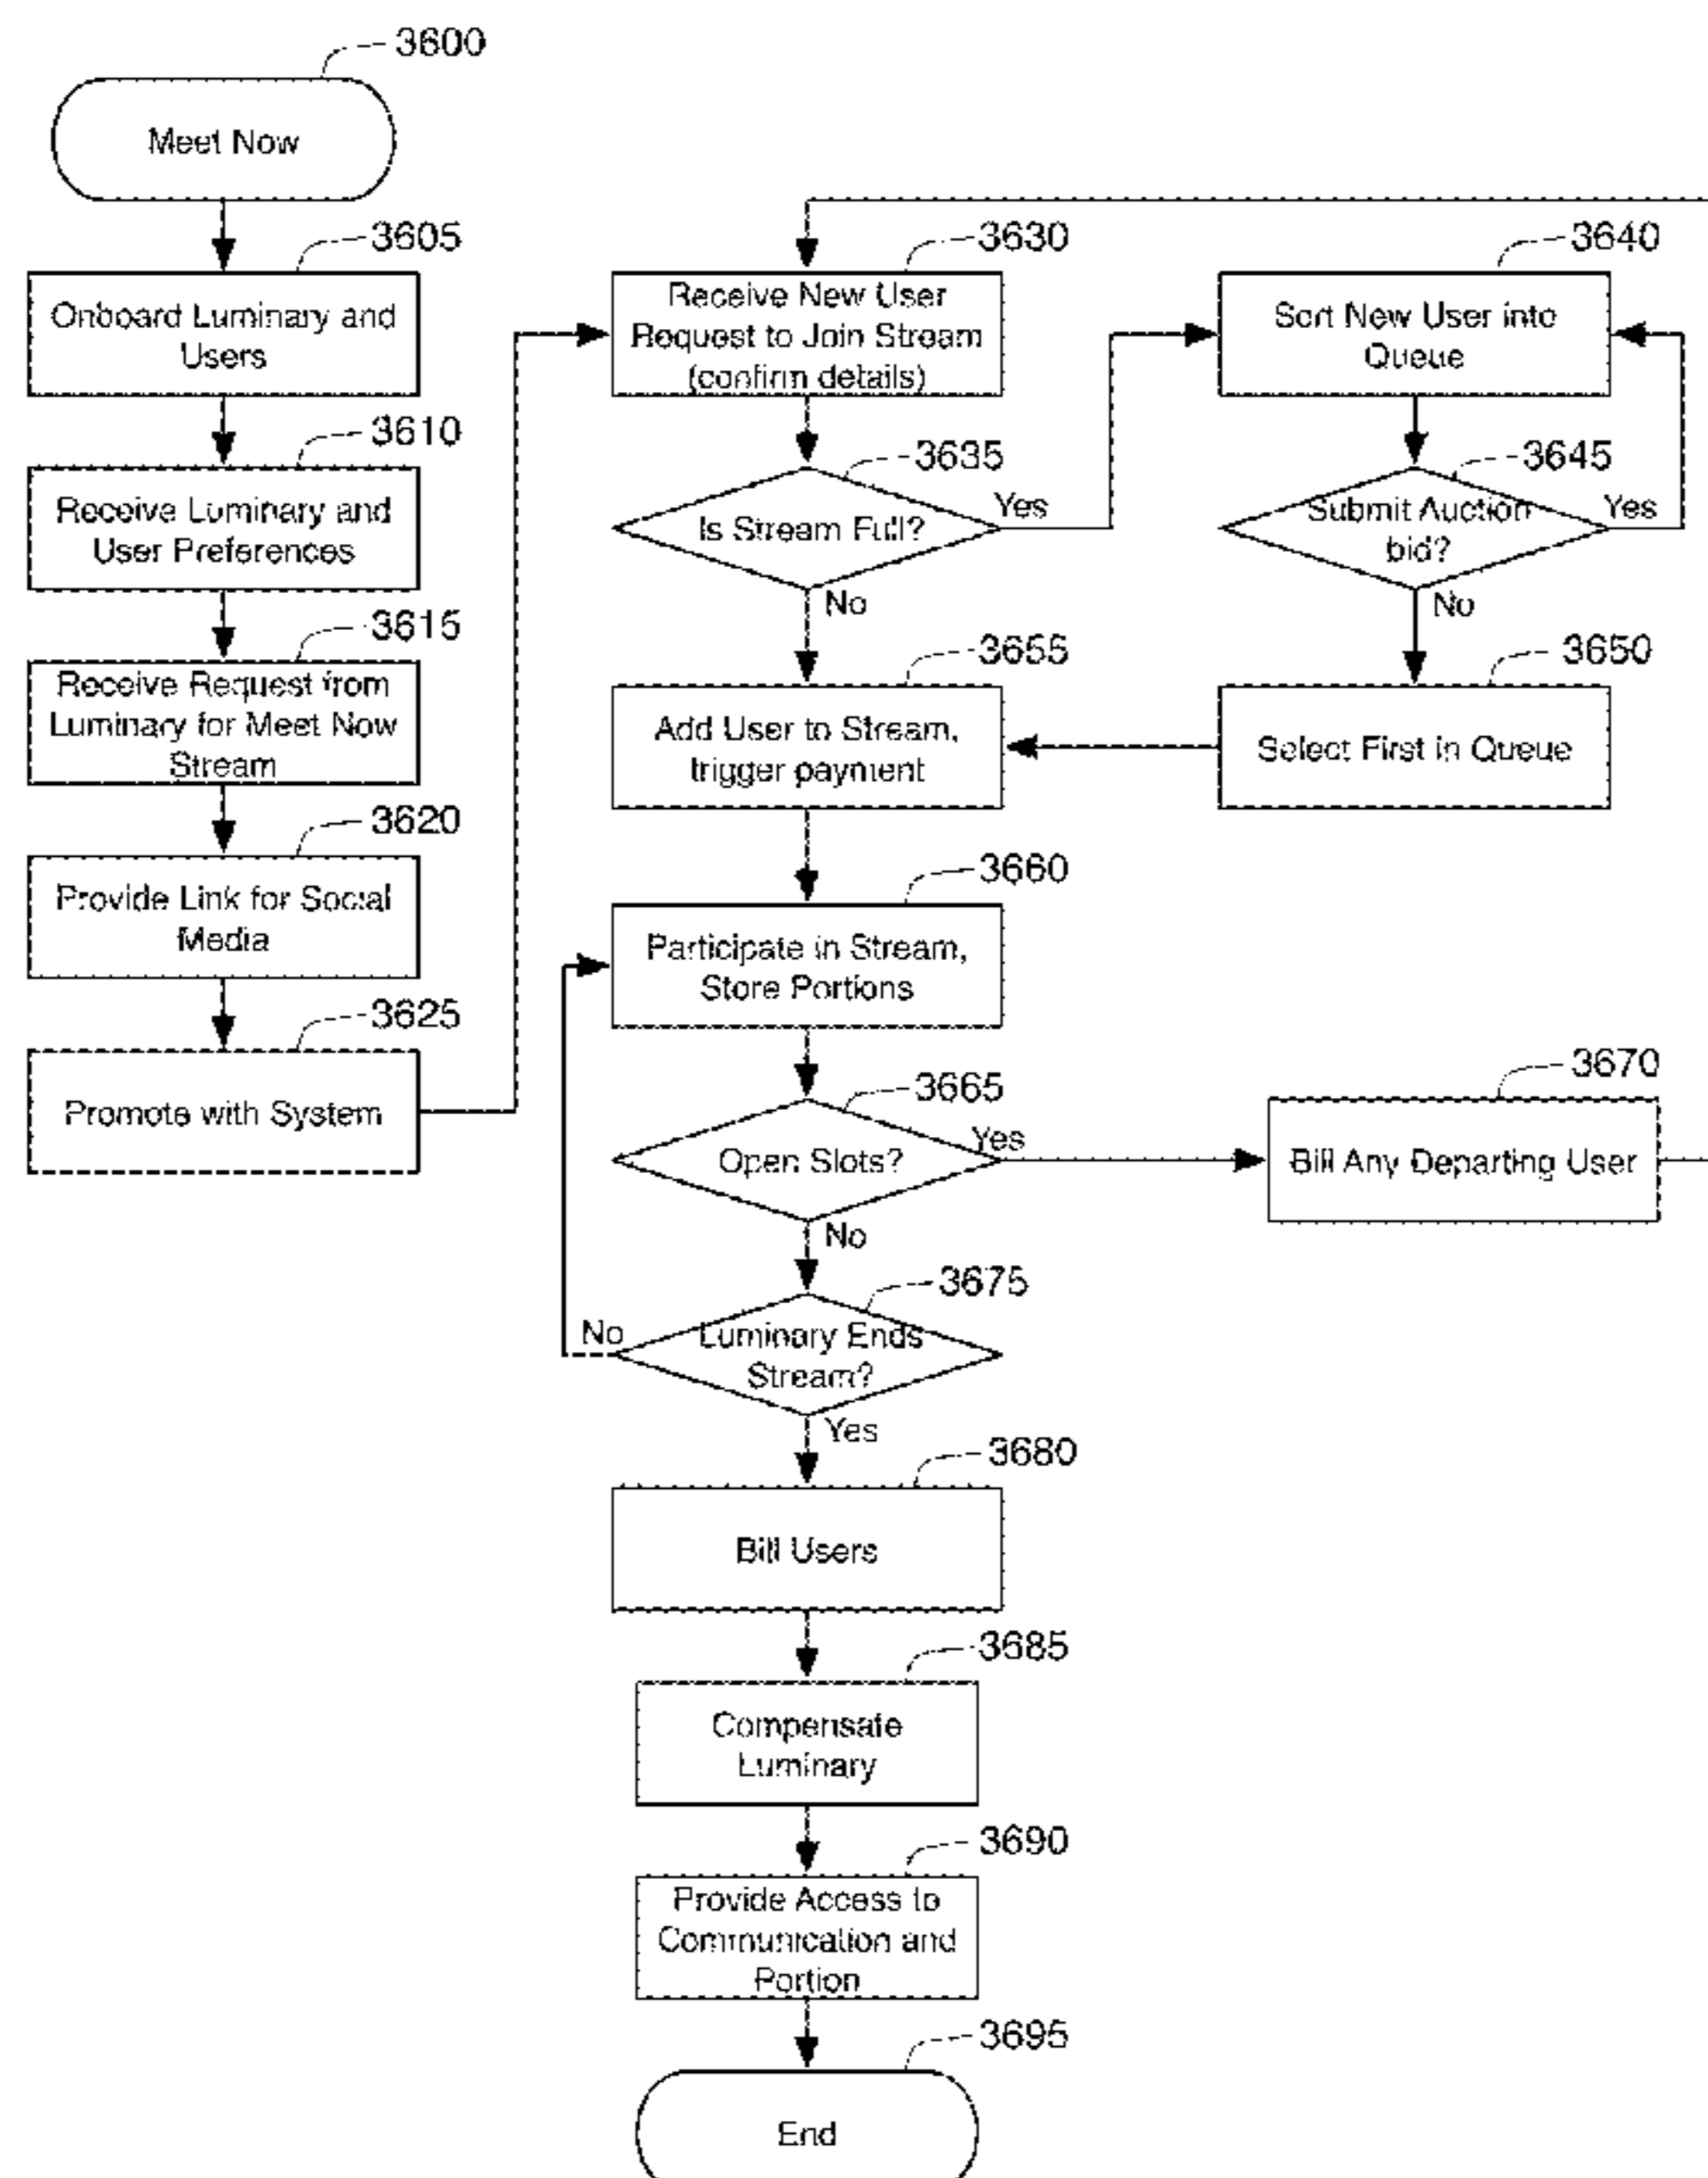 3600
Meet Now
3605
Onboard Luminary and
Users
3610
Receive Luminary and
User Preferences
3615
Receive Request from
Luminary for Meet Now
Stream
3620
Provide Link for Social
Media
3625
Promote with System
3630
Receive New User
Request to Join Stream
(confirm details)
3635
Is Stream Full?
Yes
No
3640
Sort New User into
Queue
3645
Submit Auction
bid?
Yes
No
3650
Select First in Queue
3655
Add User to Stream,
trigger payment
3660
Participate in Stream,
Store Portions
3665
Open Slots?
Yes
No
3670
Bill Any Departing User
3675
Luminary Ends
Stream?
No
Yes
3680
Bill Users
3685
Compensate
Luminary
3690
Provide Access to
Communication and
Portion
3695
End